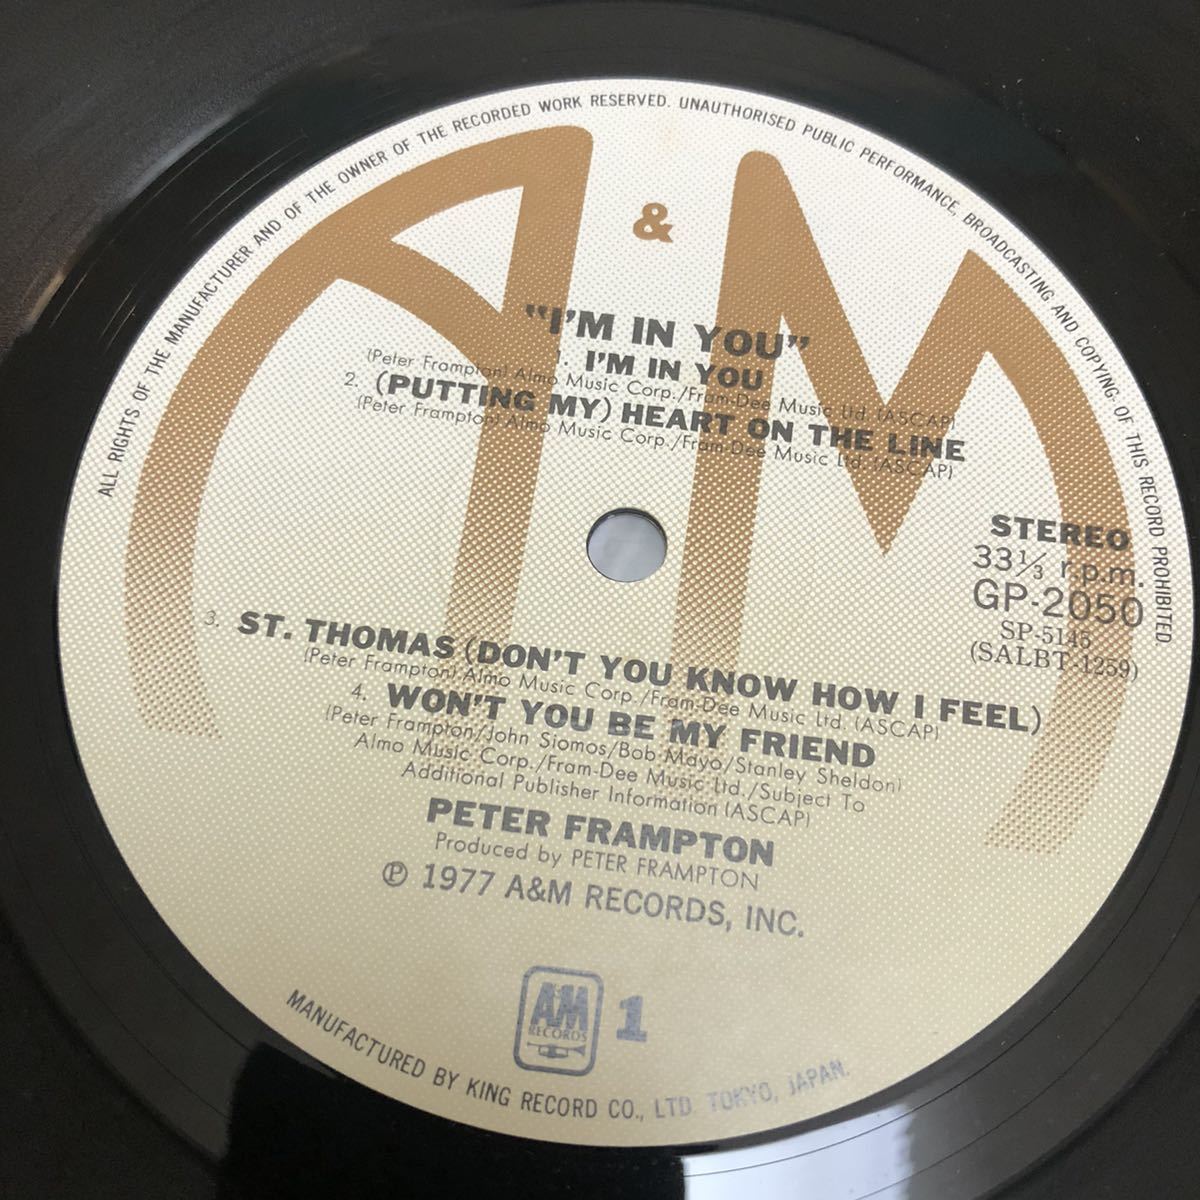 ALL RIGHTS OF THE MANUFACTURER AND OF THE OWNER OF THE RECORDED WORK RESERVED. UNAUTHORISED PUBLIC PERFORMANCE, BROADCASTING AND COPYING: OF THIS RECORD PROHIBITED.
A&M
"I'M IN YOU"
1. I'M IN YOU
(Peter Frampton) Almo Music Corp./Fram-Dee Music Ltd. (ASCAP)
2. (PUTTING MY) HEART ON THE LINE
(Peter Frampton) Almo Music Corp./Fram-Dee Music Ltd. (ASCAP)
STEREO
33 1/3 r.p.m.
GP-2050
SP-5145
(SALBT-1259)
3. ST. THOMAS (DON'T YOU KNOW HOW I FEEL)
(Peter Frampton) Almo Music Corp./Fram-Dee Music Ltd. (ASCAP)
4. WON'T YOU BE MY FRIEND
(Peter Frampton/John Siomos/Bob Mayo/Stanley Sheldon)
Almo Music Corp./Fram-Dee Music Ltd./Subject To
Additional Publisher Information (ASCAP)
PETER FRAMPTON
Produced by PETER FRAMPTON
℗ 1977 A&M RECORDS, INC.
A&M
RECORDS
1
MANUFACTURED BY KING RECORD CO., LTD. TOKYO, JAPAN.